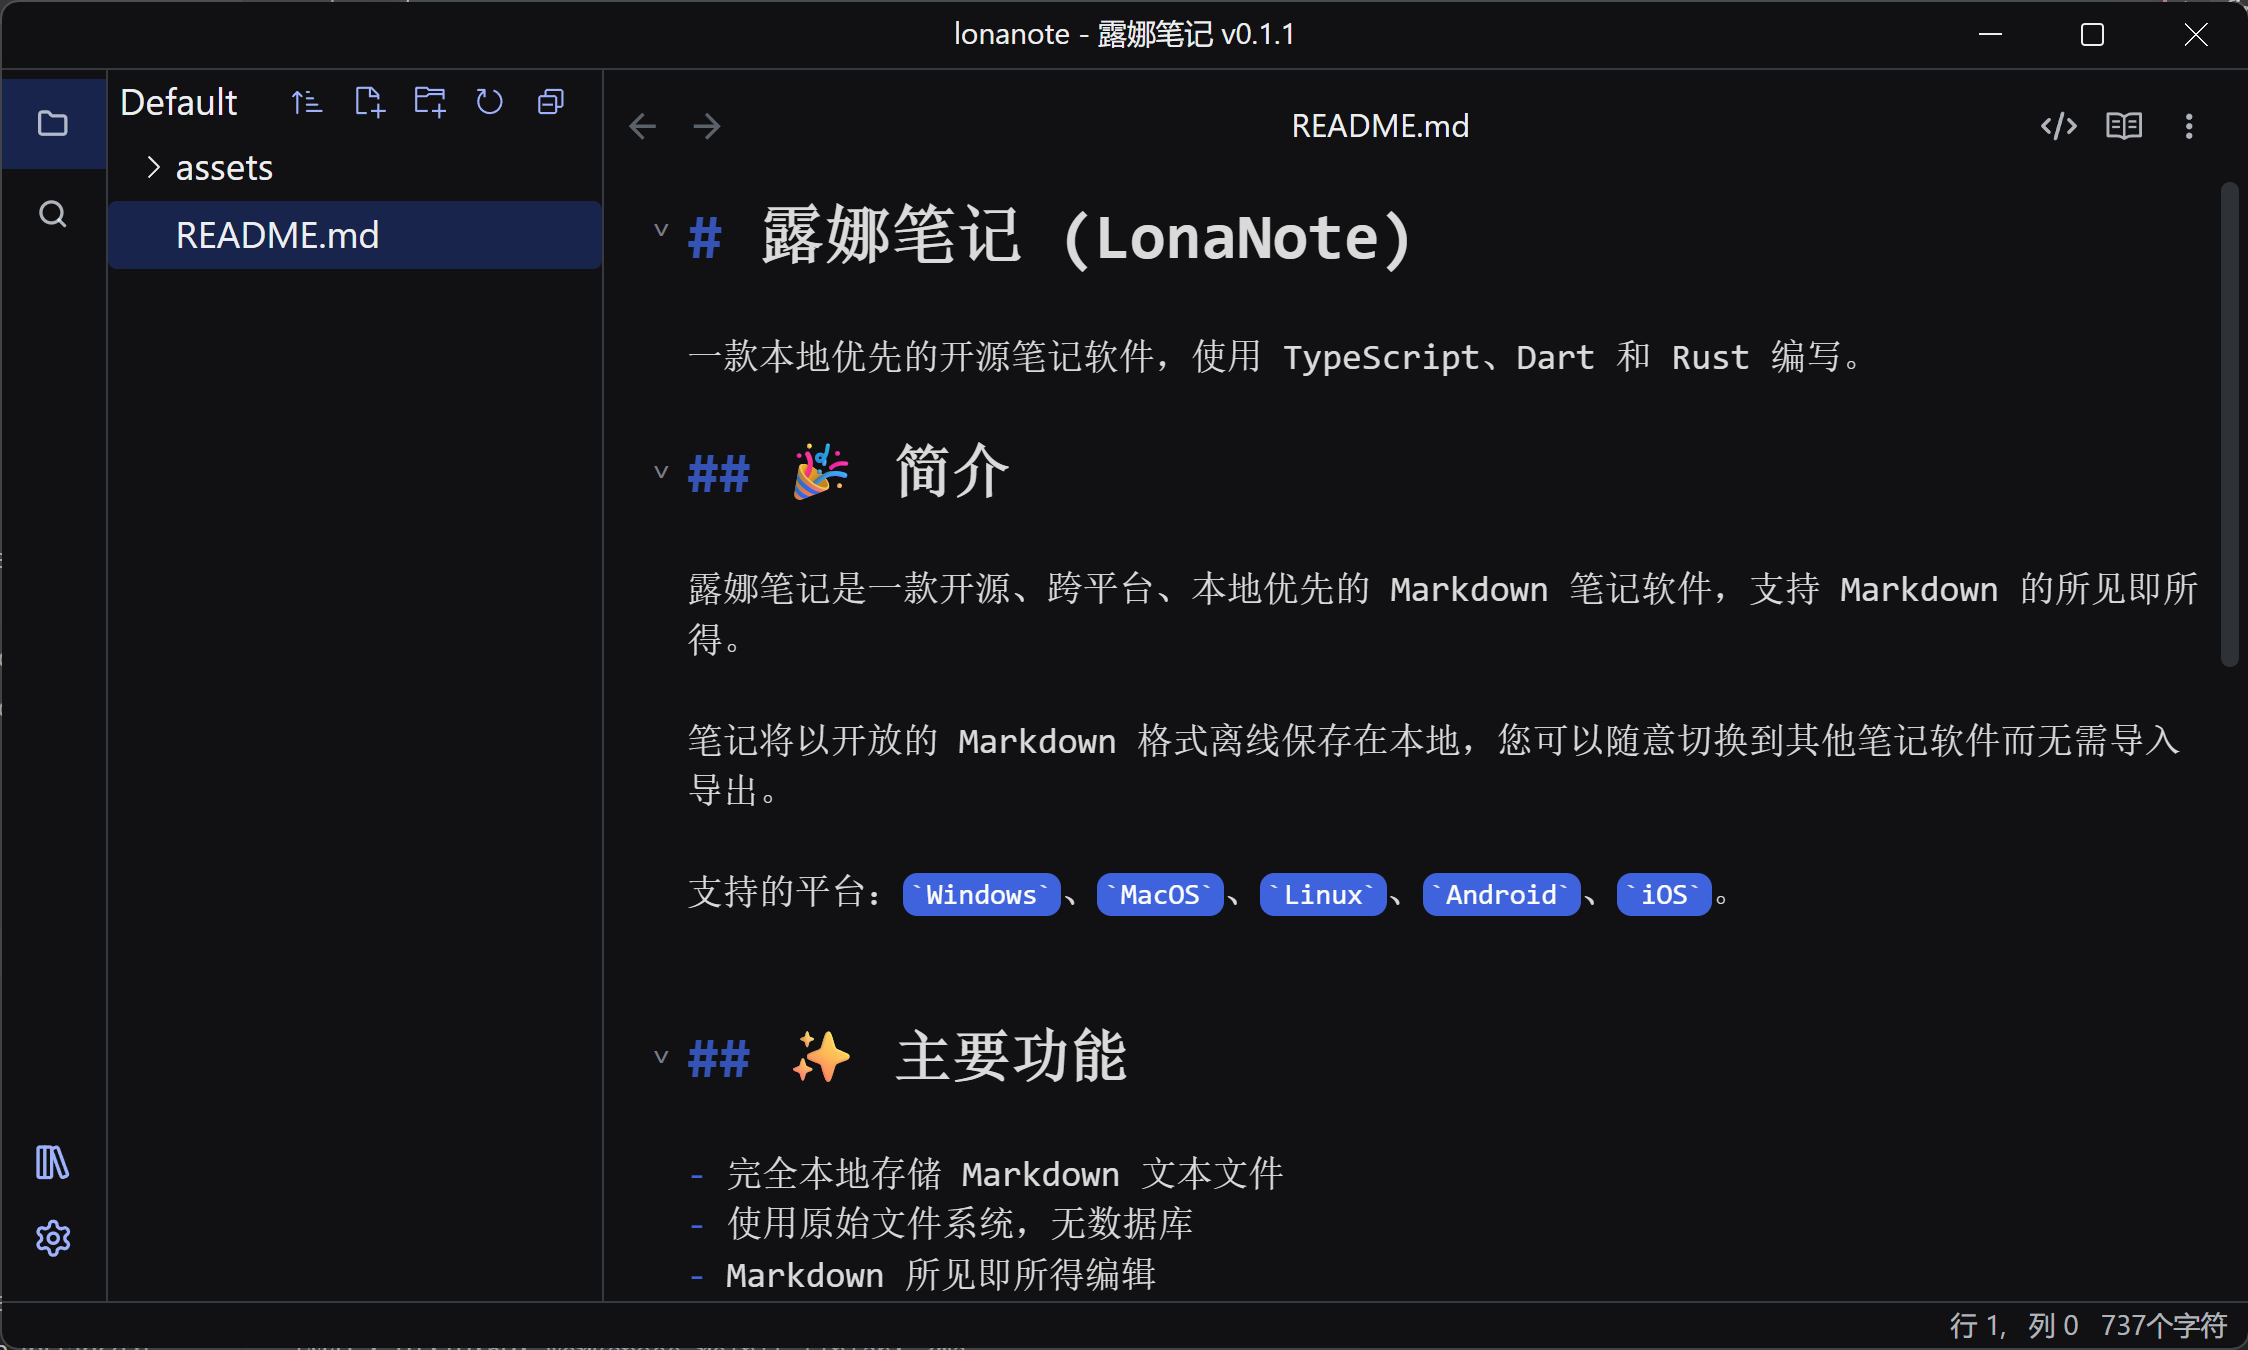 lonanote - 露娜笔记 v0.1.1
Default
assets
README.md
README.md
# 露娜笔记 (LonaNote)
一款本地优先的开源笔记软件，使用 TypeScript、Dart 和 Rust 编写。
## 🎉 简介
露娜笔记是一款开源、跨平台、本地优先的 Markdown 笔记软件，支持 Markdown 的所见即所
得。
笔记将以开放的 Markdown 格式离线保存在本地，您可以随意切换到其他笔记软件而无需导入
导出。
支持的平台：`Windows`、`MacOS`、`Linux`、`Android`、`iOS`。
## ✨ 主要功能
- 完全本地存储 Markdown 文本文件
- 使用原始文件系统，无数据库
- Markdown 所见即所得编辑
行 1, 列 0 737个字符